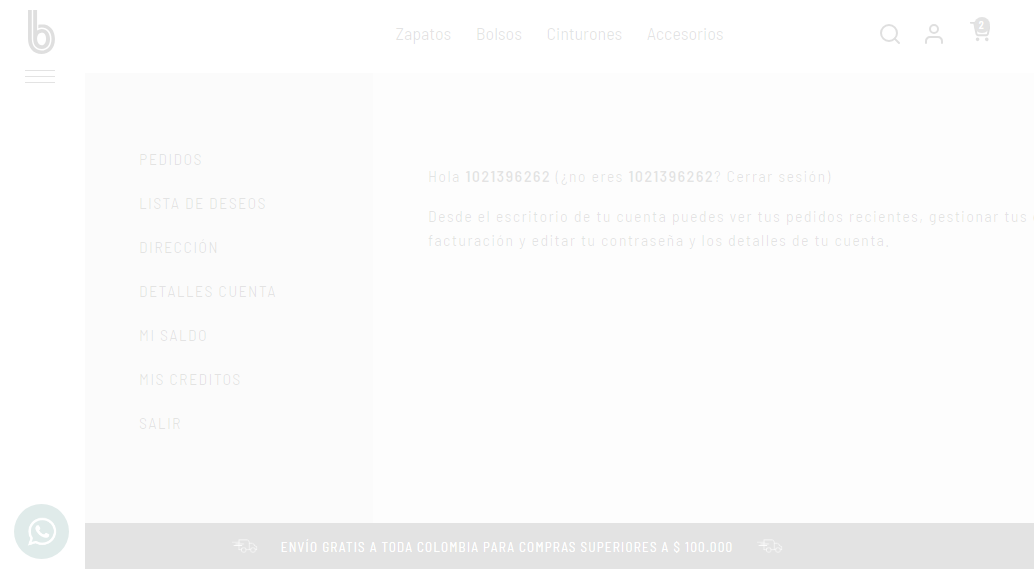 b
Zapatos Bolsos Cinturones Accesorios
2
PEDIDOS
LISTA DE DESEOS
DIRECCIÓN
DETALLES CUENTA
MI SALDO
MIS CREDITOS
SALIR
Hola 1021396262 (¿no eres 1021396262? Cerrar sesión)
Desde el escritorio de tu cuenta puedes ver tus pedidos recientes, gestionar tus
facturación y editar tu contraseña y los detalles de tu cuenta.
ENVÍO GRATIS A TODA COLOMBIA PARA COMPRAS SUPERIORES A $ 100.000